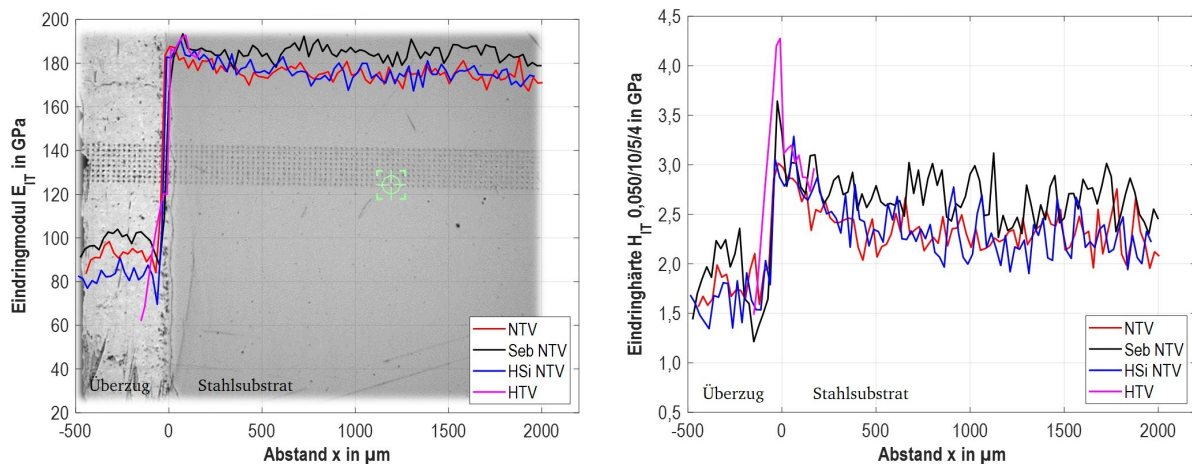 Eindringmodul E_IT in GPa
200
180
160
140
120
100
80
60
40
20
-500
0
500
1000
1500
2000
Abstand x in µm
Überzug
Stahlsubstrat
NTV
Seb NTV
HSi NTV
HTV
Eindringhärte H_IT 0,050/10/5/4 in GPa
4,5
4,0
3,5
3,0
2,5
2,0
1,5
1,0
0,5
-500
0
500
1000
1500
2000
Abstand x in µm
Überzug
Stahlsubstrat
NTV
Seb NTV
HSi NTV
HTV